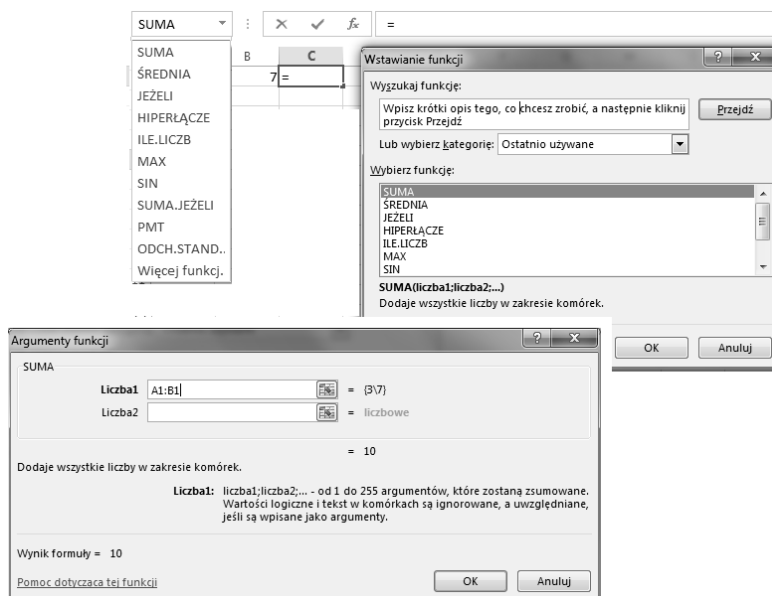 SUMA
fx
=
SUMA
ŚREDNIA
JEŻELI
HIPERŁĄCZE
ILE.LICZB
MAX
SIN
SUMA.JEŻELI
PMT
ODCH.STAND..
Więcej funkcj.
B C
7 =
Wstawianie funkcji
Wyszukaj funkcję:
Wpisz krótki opis tego, co chcesz zrobić, a następnie kliknij
przycisk Przejdź
Przejdź
Lub wybierz kategorię: Ostatnio używane
Wybierz funkcję:
SUMA
ŚREDNIA
JEŻELI
HIPERŁĄCZE
ILE.LICZB
MAX
SIN
SUMA(liczba1;liczba2;...)
Dodaje wszystkie liczby w zakresie komórek.
OK Anuluj
Argumenty funkcji
SUMA
Liczba1 A1:B1 = {3\7}
Liczba2 = liczbowe
= 10
Dodaje wszystkie liczby w zakresie komórek.
Liczba1: liczba1;liczba2;... - od 1 do 255 argumentów, które zostaną zsumowane.
Wartości logiczne i tekst w komórkach są ignorowane, a uwzględniane,
jeśli są wpisane jako argumenty.
Wynik formuły = 10
Pomoc dotycząca tej funkcji
OK Anuluj